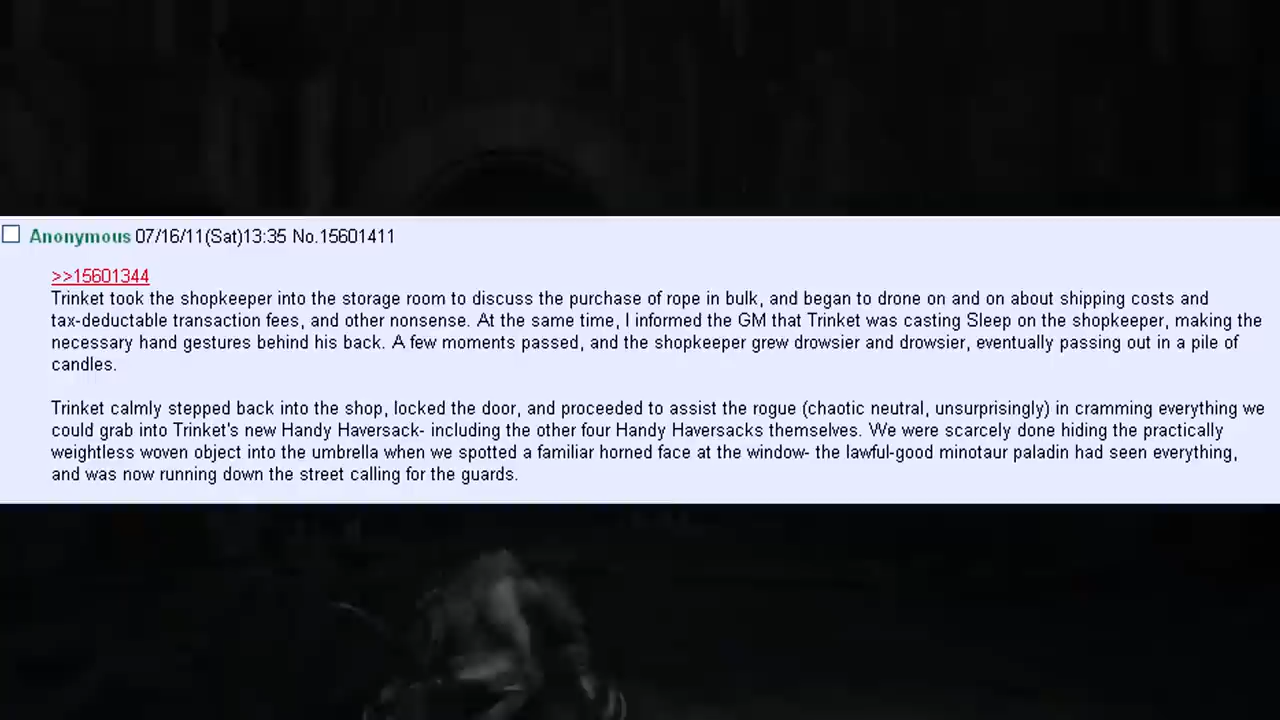 Anonymous 07/16/11(Sat)13:35 No.15601411
>>15601344
Trinket took the shopkeeper into the storage room to discuss the purchase of rope in bulk, and began to drone on and on about shipping costs and
tax-deductable transaction fees, and other nonsense. At the same time, I informed the GM that Trinket was casting Sleep on the shopkeeper, making the
necessary hand gestures behind his back. A few moments passed, and the shopkeeper grew drowsier and drowsier, eventually passing out in a pile of
candles.
Trinket calmly stepped back into the shop, locked the door, and proceeded to assist the rogue (chaotic neutral, unsurprisingly) in cramming everything we
could grab into Trinket's new Handy Haversack- including the other four Handy Haversacks themselves. We were scarcely done hiding the practically
weightless woven object into the umbrella when we spotted a familiar horned face at the window- the lawful-good minotaur paladin had seen everything,
and was now running down the street calling for the guards.